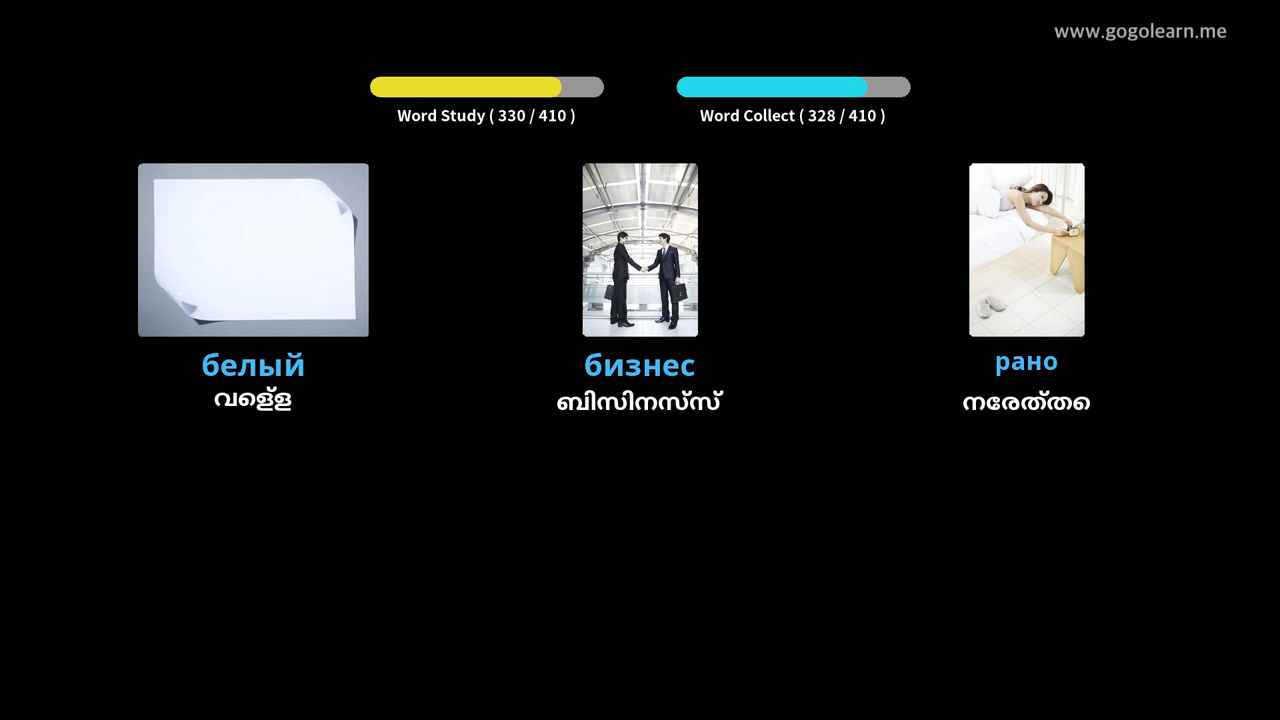 www.gogolearn.me
Word Study ( 330 / 410 )
Word Collect ( 328 / 410 )
белый
വള്ളെ
бизнес
ബിസിനസ്സ്
рано
നരേത്തെ